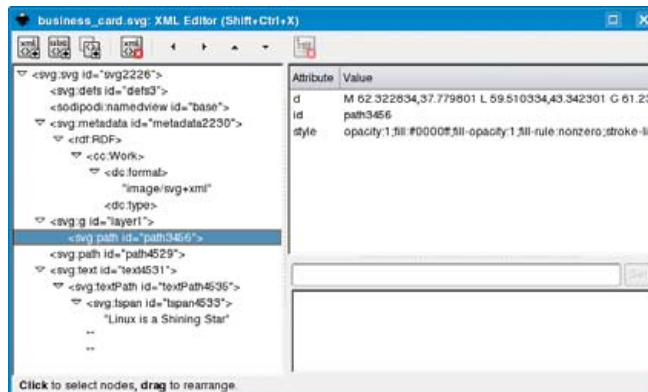 business_card.svg: XML Editor (Shift+Ctrl+X)
<svg:svg id="svg2226">
<svg:defs id="defs3">
<sodipodi:namedview id="base">
<svg:metadata id="metadata2230">
<rdf:RDF>
<cc:Work>
<dc:format>
"image/svg+xml"
<dc:type>
<svg:g id="layer1">
<svg:path id="path3456">
<svg:path id="path4529">
<svg:text id="text4531">
<svg:textPath id="textPath4535">
<svg:tspan id="tspan4533">
"Linux is a Shining Star"
""
""
Attribute Value
d M 62.322834,37.779801 L 59.510334,43.342301 C 61.23
id path3456
style opacity:1;fill:#0000ff;fill-opacity:1;fill-rule:nonzero;stroke-li
Click to select nodes, drag to rearrange.